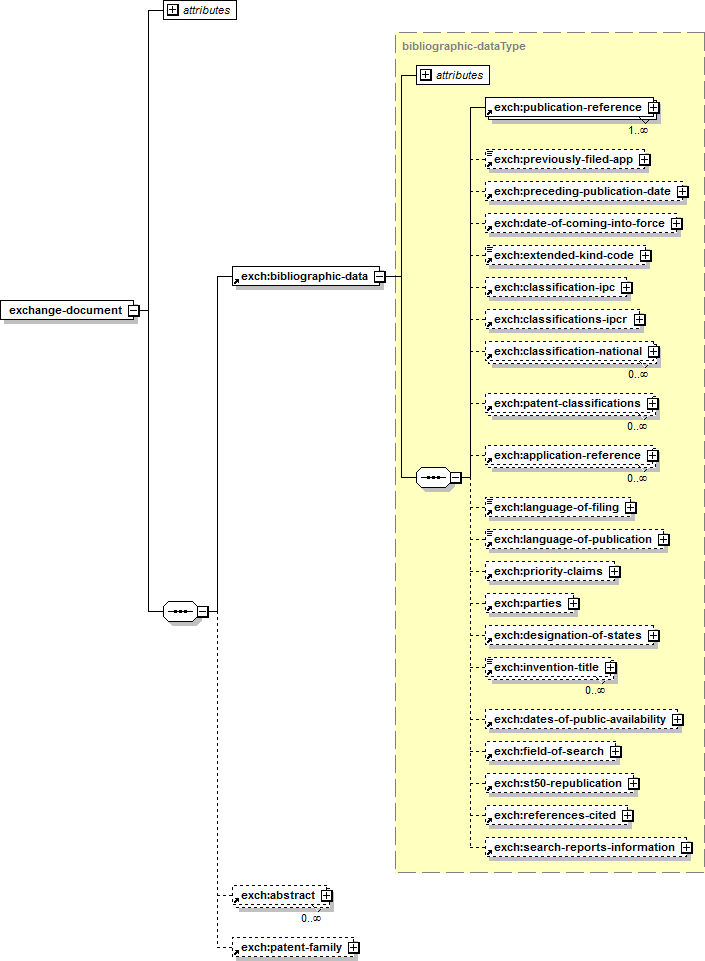 attributes
bibliographic-dataType
attributes
exch:publication-reference
1..∞
exch:previously-filed-app
exch:preceding-publication-date
exch:date-of-coming-into-force
exch:extended-kind-code
exch:bibliographic-data
exch:classification-ipc
exchange-document
exch:classifications-ipcr
exch:classification-national
0..∞
exch:patent-classifications
0..∞
exch:application-reference
0..∞
exch:language-of-filing
exch:language-of-publication
exch:priority-claims
exch:parties
exch:designation-of-states
exch:invention-title
0..∞
exch:dates-of-public-availability
exch:field-of-search
exch:st50-republication
exch:references-cited
exch:search-reports-information
exch:abstract
0..∞
exch:patent-family